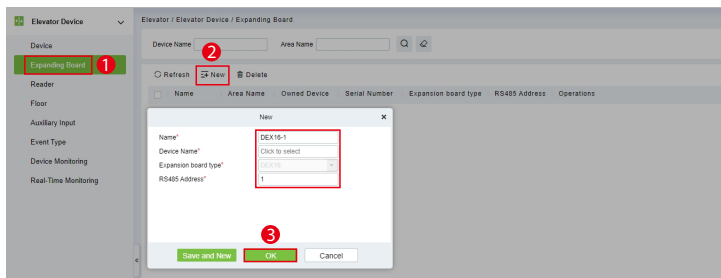 Elevator Device
Elevator / Elevator Device / Expanding Board
Device
Expanding Board
Reader
Floor
Auxiliary Input
Event Type
Device Monitoring
Real-Time Monitoring
1
Device Name
Area Name
2
Refresh
New
Delete
Name Area Name Owned Device Serial Number Expansion board type RS485 Address Operations
New
Name* DEX16-1
Device Name* Click to select
Expansion board type* DEX16
RS485 Address* 1
3
Save and New OK Cancel